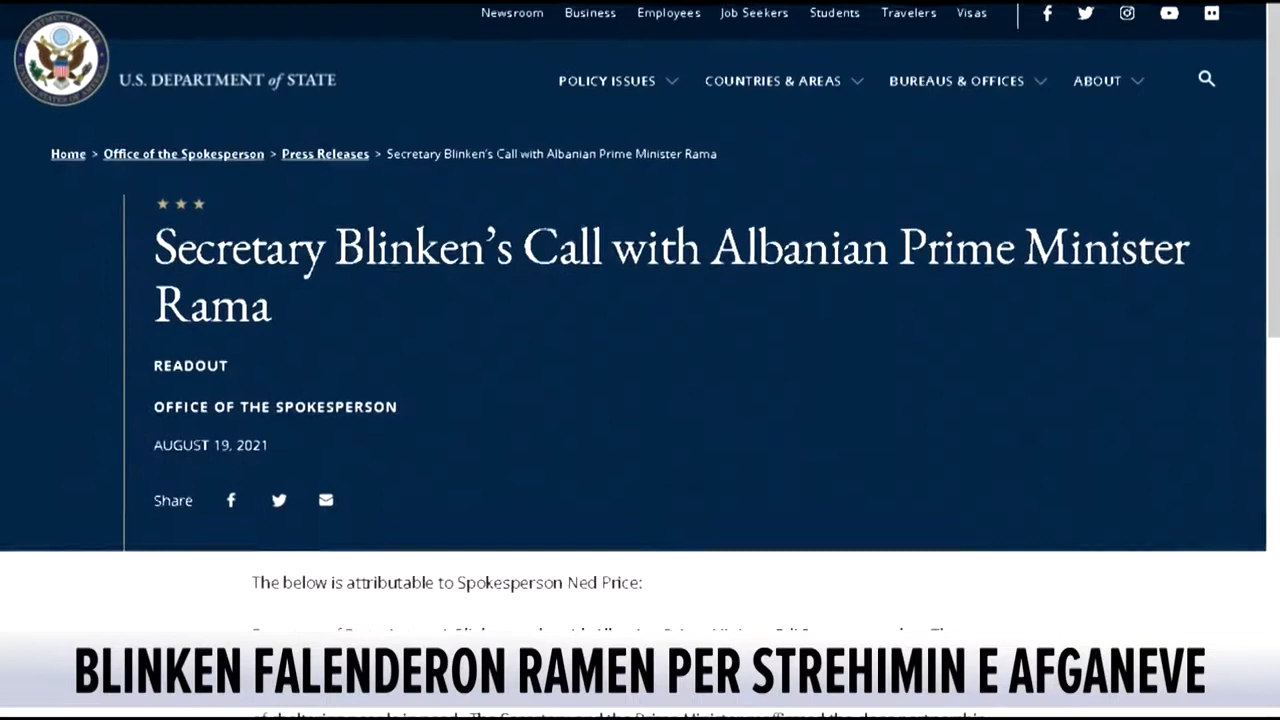 Newsroom Business Employees Job Seekers Students Travelers Visas
U.S. DEPARTMENT of STATE
POLICY ISSUES COUNTRIES & AREAS BUREAUS & OFFICES ABOUT
Home > Office of the Spokesperson > Press Releases > Secretary Blinken's Call with Albanian Prime Minister Rama
Secretary Blinken’s Call with Albanian Prime Minister
Rama
READOUT
OFFICE OF THE SPOKESPERSON
AUGUST 19, 2021
Share
The below is attributable to Spokesperson Ned Price:
BLINKEN FALENDERON RAMEN PER STREHIMIN E AFGANEVE